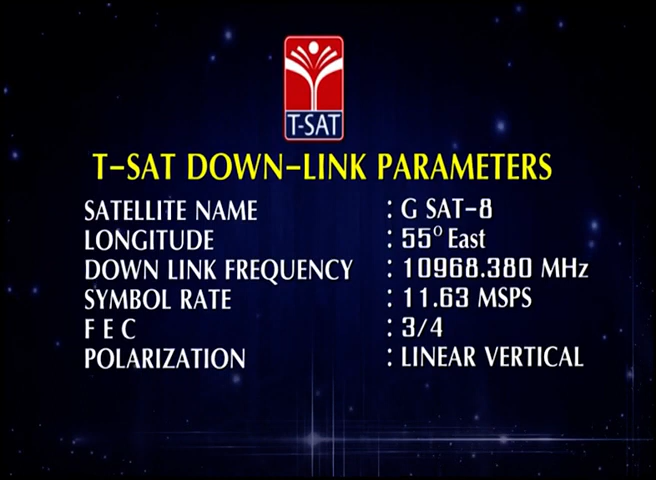 T-SAT
T-SAT DOWN-LINK PARAMETERS
SATELLITE NAME : G SAT-8
LONGITUDE : 55⁰ East
DOWN LINK FREQUENCY : 10968.380 MHz
SYMBOL RATE : 11.63 MSPS
F E C : 3/4
POLARIZATION : LINEAR VERTICAL